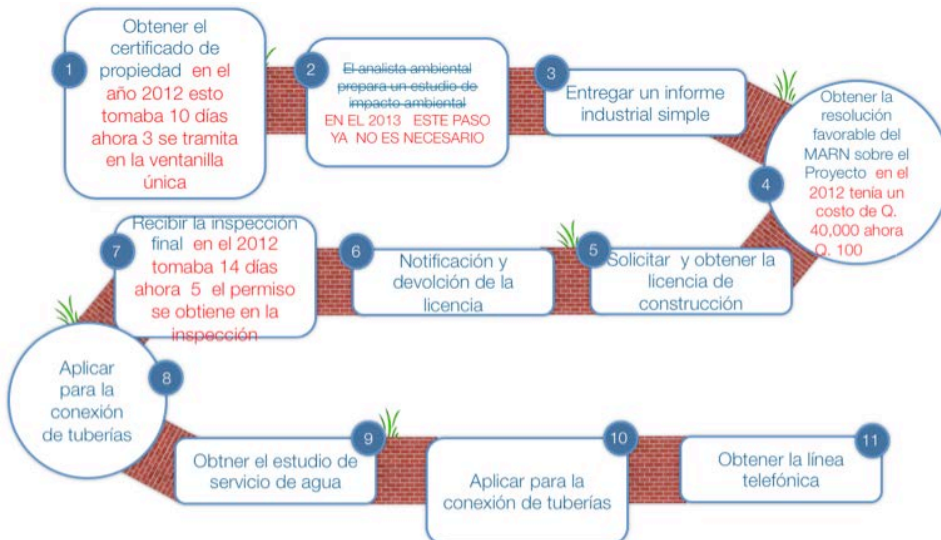 1
Obtener el
certificado de
propiedad en el
año 2012 esto
tomaba 10 días
ahora 3 se tramita
en la ventanilla
única
2
El analista ambiental
prepara un estudio de
impacto ambiental
EN EL 2013 ESTE PASO
YA NO ES NECESARIO
3
Entregar un informe
industrial simple
4
Obtener la
resolución
favorable del
MARN sobre el
Proyecto en el
2012 tenía un
costo de Q.
40,000 ahora
Q. 100
5
Solicitar y obtener la
licencia de
construcción
6
Notificación y
devolción de la
licencia
7
Recibir la inspección
final en el 2012
tomaba 14 días
ahora 5 el permiso
se obtiene en la
inspección
8
Aplicar
para la
conexión
de tuberías
9
Obtner el estudio de
servicio de agua
10
Aplicar para la
conexión de tuberías
11
Obtener la línea
telefónica